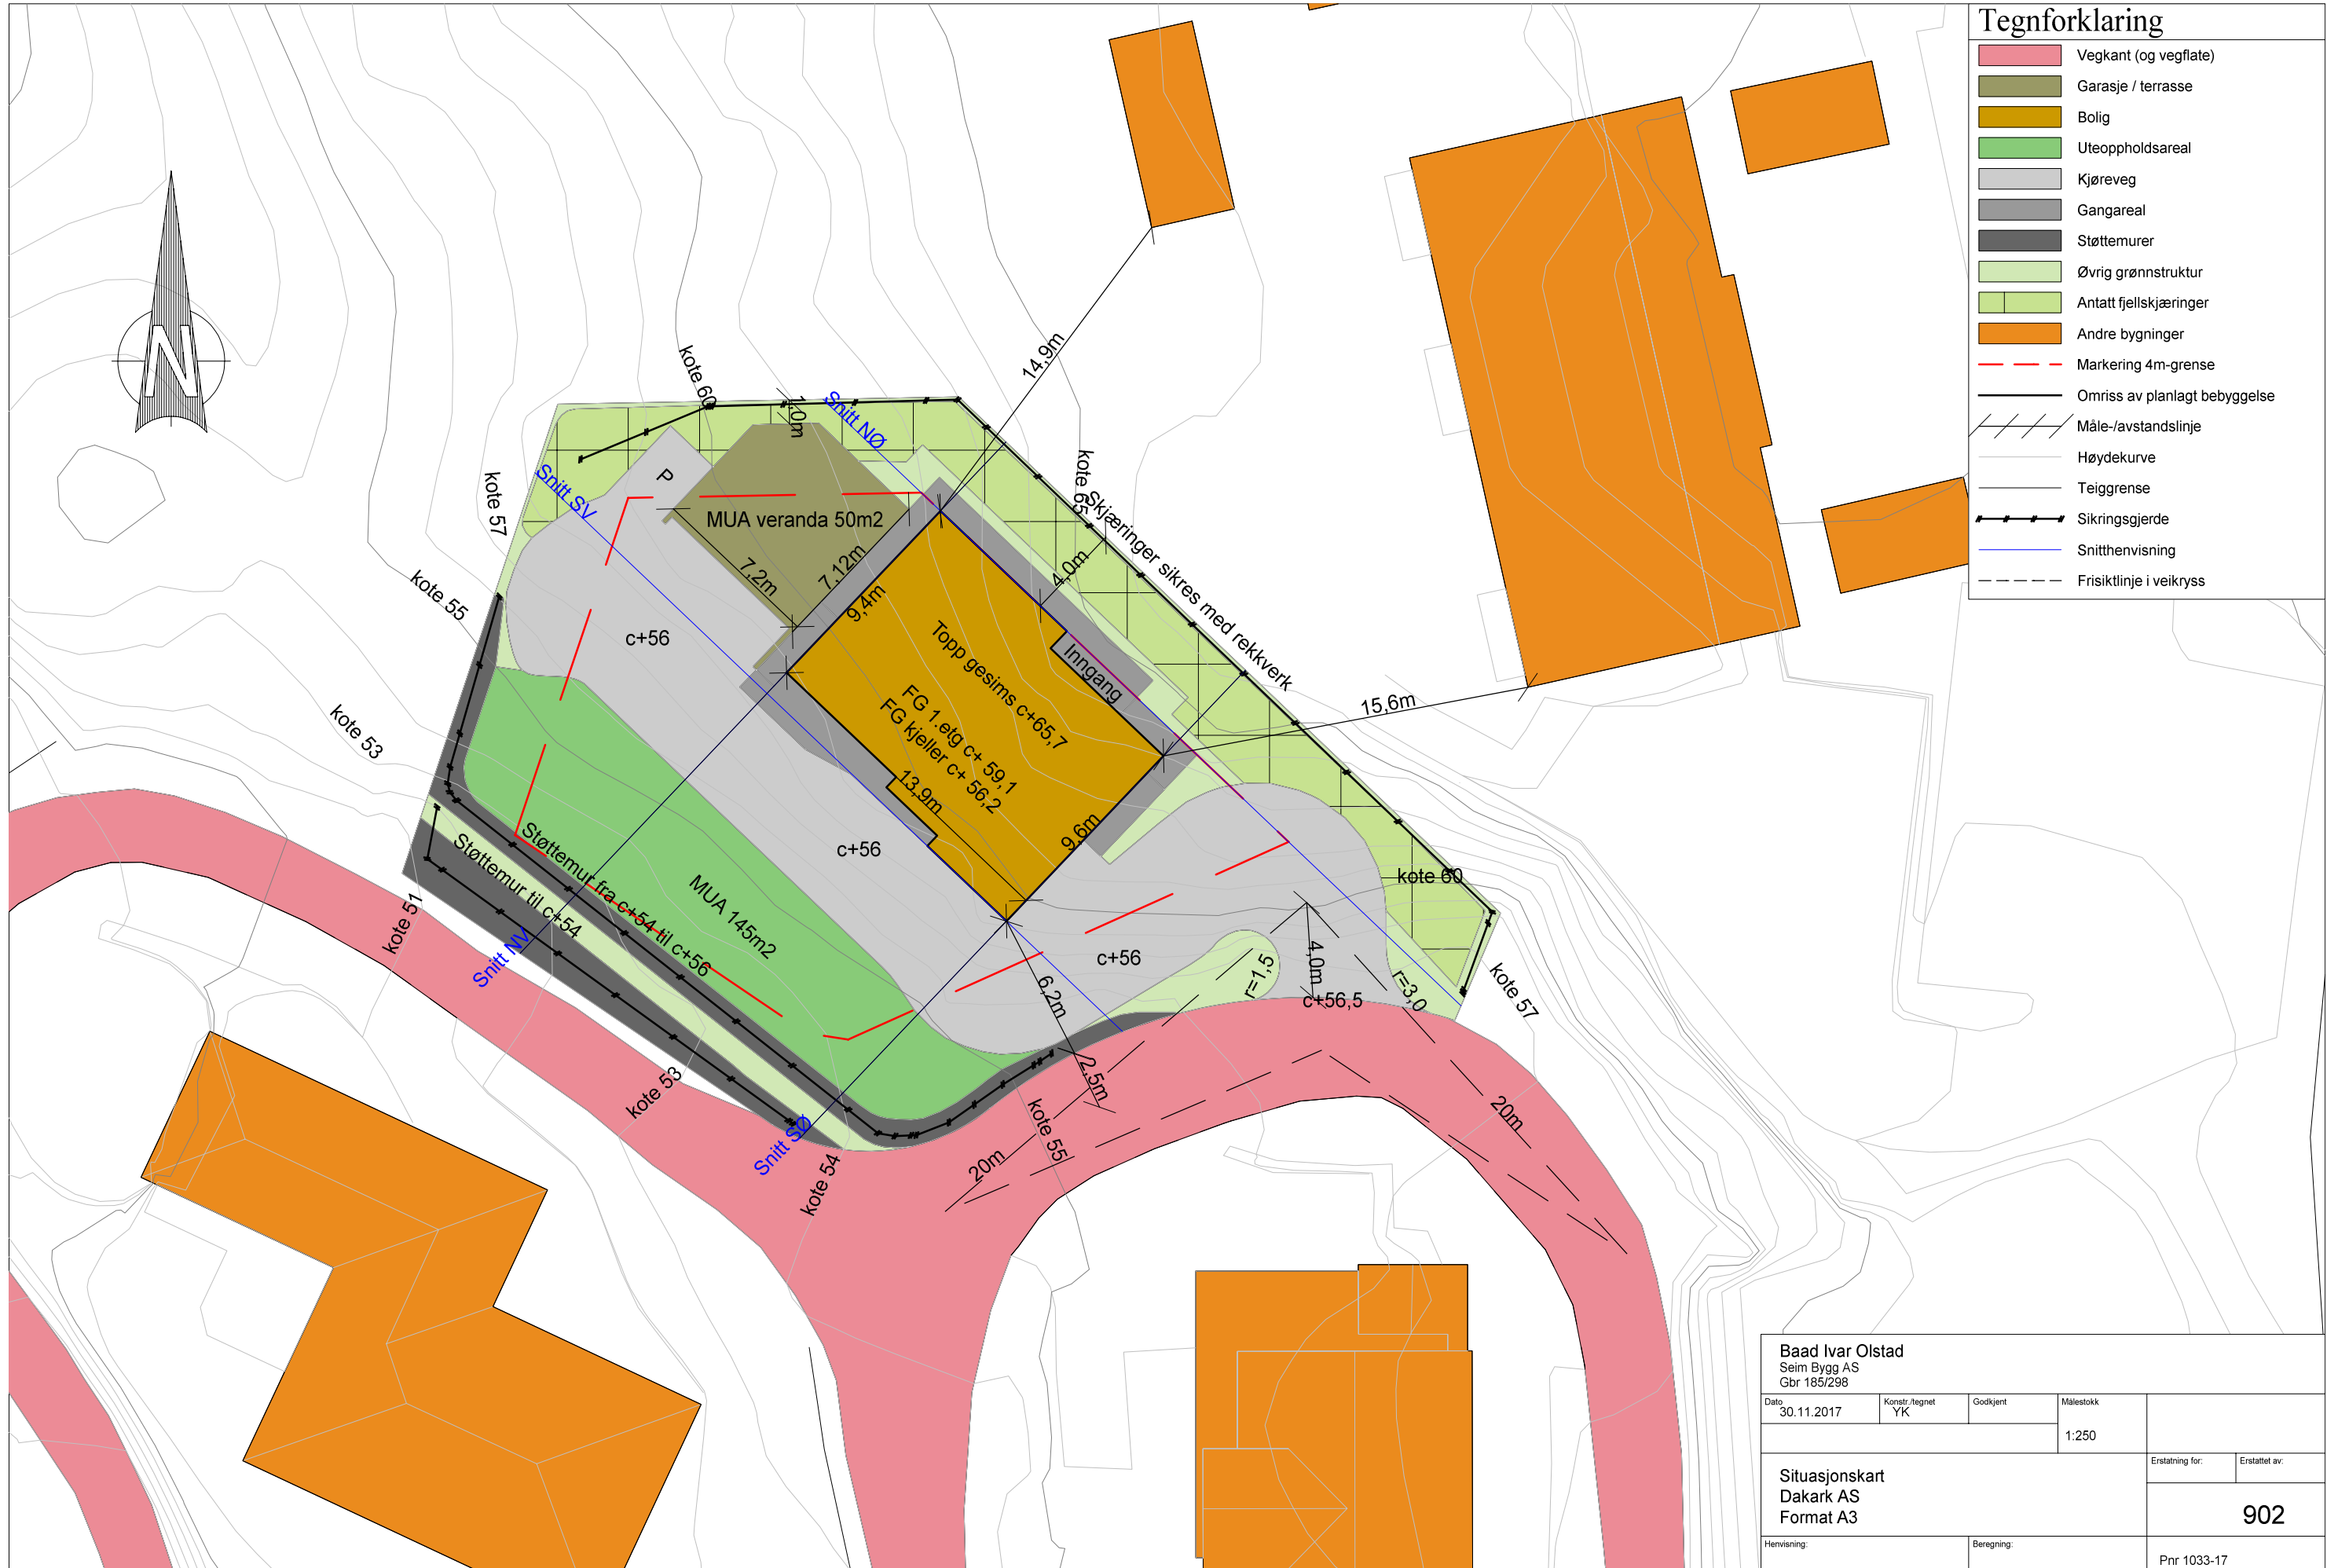 Tegnforklaring
Vegkant (og vegflate)
Garasje / terrasse
Bolig
Uteoppholdsareal
Kjøreveg
Gangareal
Støttemurer
Øvrig grønnstruktur
Antatt fjellskjæringer
Andre bygninger
Markering 4m-grense
Omriss av planlagt bebyggelse
Måle-/avstandslinje
Høydekurve
Teiggrense
Sikringsgjerde
Snitthenvisning
Frisiktlinje i veikryss
N
14,9m
kote 60
1,0m
Snitt NØ
kote 65
Skjæringer sikres med rekkverk
kote 57
Snitt SV
P
MUA veranda 50m2
7,2m
7,12m
9,4m
4,0m
kote 55
c+56
Topp gesims c+65,7
Inngang
FG 1.etg c+ 59,1
FG kjeller c+ 56,2
15,6m
kote 53
13,9m
9,6m
c+56
kote 60
Støttemur fra c+54 til c+56
Støttemur til c+54
MUA 145m2
kote 51
Snitt NV
c+56
6,2m
r=1,5
4,0m
c+56,5
r=3,0
kote 57
kote 53
2,5m
kote 55
20m
20m
Snitt SØ
kote 54
Baad Ivar Olstad
Seim Bygg AS
Gbr 185/298
Dato
30.11.2017
Konstr./tegnet
YK
Godkjent
Målestokk
1:250
Situasjonskart
Dakark AS
Format A3
Erstatning for:
Erstattet av:
902
Henvisning:
Beregning:
Pnr 1033-17